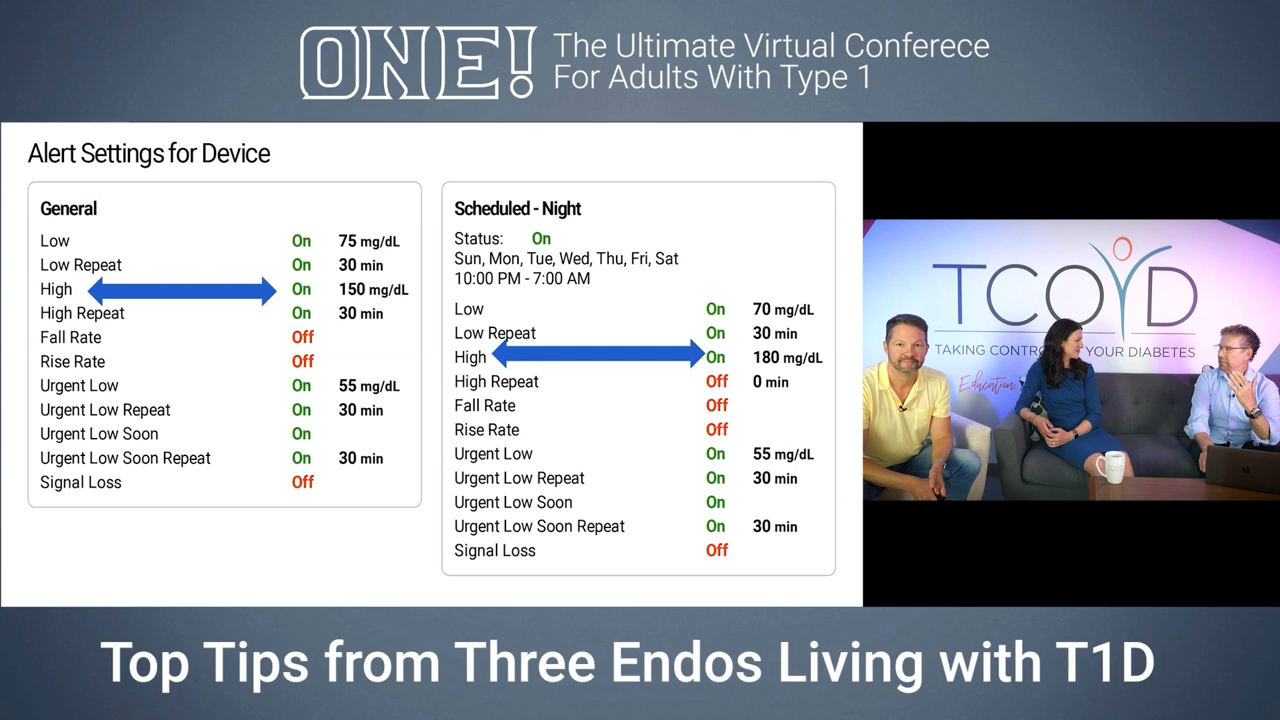 ONE!
The Ultimate Virtual Conferece
For Adults With Type 1
Alert Settings for Device
General
Low On 75 mg/dL
Low Repeat On 30 min
High On 150 mg/dL
High Repeat On 30 min
Fall Rate Off
Rise Rate Off
Urgent Low On 55 mg/dL
Urgent Low Repeat On 30 min
Urgent Low Soon On
Urgent Low Soon Repeat On 30 min
Signal Loss Off
Scheduled - Night
Status: On
Sun, Mon, Tue, Wed, Thu, Fri, Sat
10:00 PM - 7:00 AM
Low On 70 mg/dL
Low Repeat On 30 min
High On 180 mg/dL
High Repeat Off 0 min
Fall Rate Off
Rise Rate Off
Urgent Low On 55 mg/dL
Urgent Low Repeat On 30 min
Urgent Low Soon On
Urgent Low Soon Repeat On 30 min
Signal Loss Off
TCOYD
TAKING CONTR YOUR DIABETES
Education
Top Tips from Three Endos Living with T1D